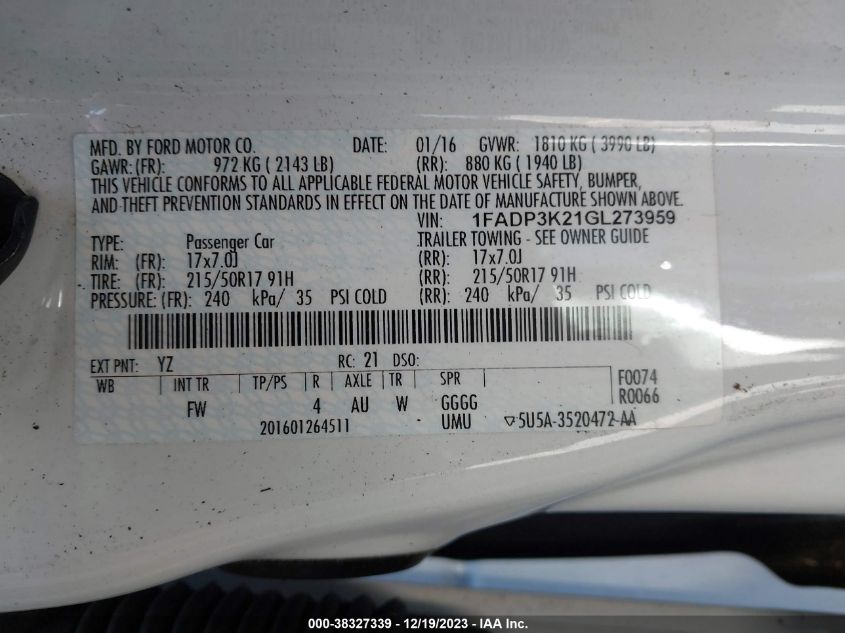 MFD. BY FORD MOTOR CO. DATE: 01/16 GVWR: 1810 KG ( 3990 LB)
GAWR: (FR): 972 KG ( 2143 LB) (RR): 880 KG ( 1940 LB)
THIS VEHICLE CONFORMS TO ALL APPLICABLE FEDERAL MOTOR VEHICLE SAFETY, BUMPER,
AND THEFT PREVENTION STANDARDS IN EFFECT ON THE DATE OF MANUFACTURE SHOWN ABOVE.
VIN: 1FADP3K21GL273959
TYPE: Passenger Car TRAILER TOWING - SEE OWNER GUIDE
RIM: (FR): 17x7.0J (RR): 17x7.0J
TIRE: (FR): 215/50R17 91H (RR): 215/50R17 91H
PRESSURE: (FR): 240 kPa/ 35 PSI COLD (RR): 240 kPa/ 35 PSI COLD
EXT PNT: YZ RC: 21 DSO:
WB INT TR TP/PS R AXLE TR SPR F0074
FW 4 AU W GGGG R0066
201601264511 UMU ▽5U5A-3520472-AA
000-38327339 - 12/19/2023 - IAA Inc.